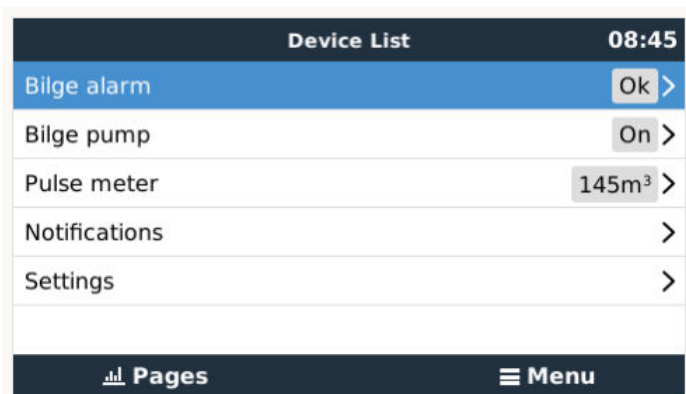 Device List 08:45
Bilge alarm Ok
Bilge pump On
Pulse meter 145m³
Notifications
Settings
Pages Menu